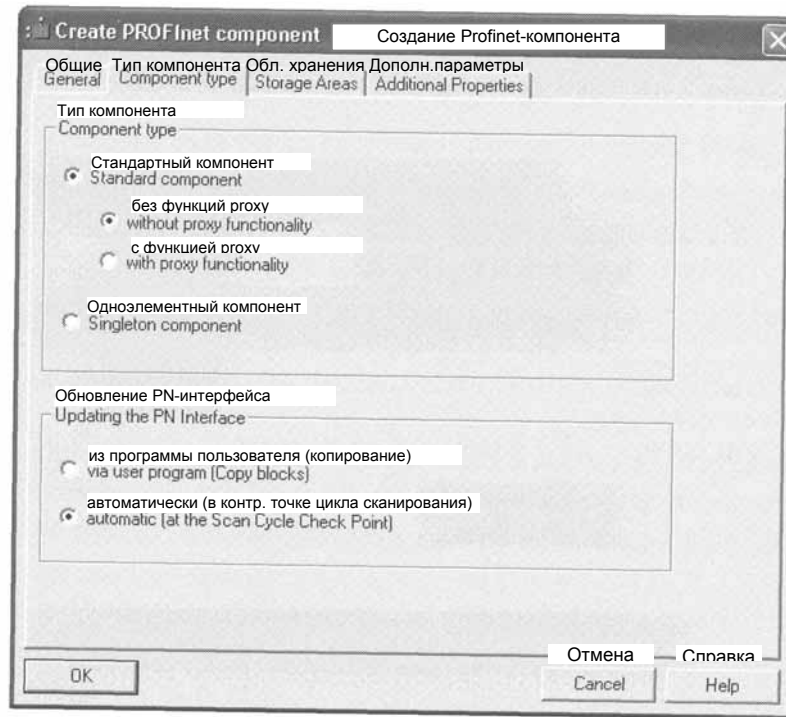 Create PROFInet component Создание Profinet-компонента
Общие Тип компонента Обл. хранения Дополн.параметры
General Component type Storage Areas Additional Properties
Тип компонента
Component type
Стандартный компонент
Standard component
без функций proxy
without proxy functionality
с функцией proxy
with proxy functionality
Одноэлементный компонент
Singleton component
Обновление PN-интерфейса
Updating the PN Interface
из программы пользователя (копирование)
via user program (Copy blocks)
автоматически (в контр. точке цикла сканирования)
automatic (at the Scan Cycle Check Point)
Отмена Справка
OK Cancel Help